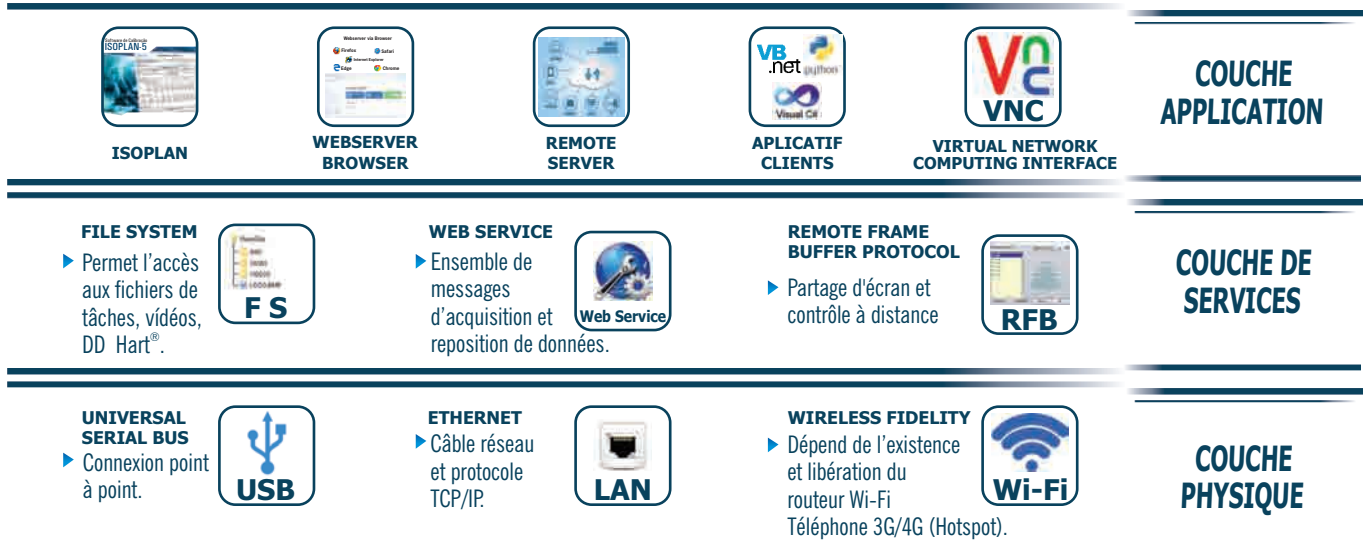 Software de Calibração
ISOPLAN-5
Webserver via Browser
Firefox Safari
Internet Explorer
Edge Chrome
VB
.net python
Visual C#
VNC
VNC
ISOPLAN
WEBSERVER
BROWSER
REMOTE
SERVER
APLICATIF
CLIENTS
VIRTUAL NETWORK
COMPUTING INTERFACE
COUCHE
APPLICATION
FILE SYSTEM
Permet l’accès
aux fichiers de
tâches, vídéos,
DD Hart®.
F S
WEB SERVICE
Ensemble de
messages
d’acquisition et
reposition de données.
Web Service
REMOTE FRAME
BUFFER PROTOCOL
Partage d'écran et
contrôle à distance
RFB
COUCHE DE
SERVICES
UNIVERSAL
SERIAL BUS
Connexion point
à point.
USB
ETHERNET
Câble réseau
et protocole
TCP/IP.
LAN
WIRELESS FIDELITY
Dépend de l’existence
et libération du
routeur Wi-Fi
Téléphone 3G/4G (Hotspot).
Wi-Fi
COUCHE
PHYSIQUE